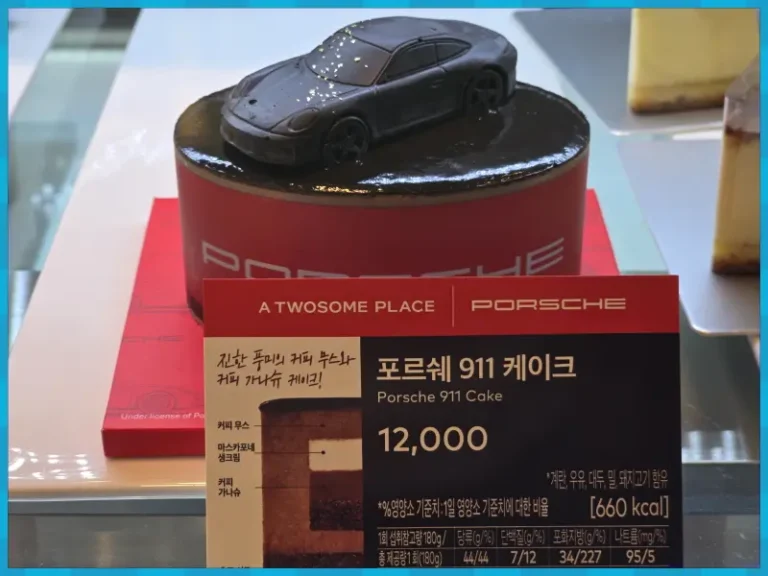 PORSCHE
A TWOSOME PLACE PORSCHE
진한 풍미의 커피 무스와
커피 가나슈 케이크!
포르쉐 911 케이크
Porsche 911 Cake
12,000
Under license of
커피 무스
마스카포네
생크림
커피
가나슈
*계란, 우유, 대두, 밀, 돼지고기 함유
*%영양소 기준치:1일 영양소 기준치에 대한 비율 [660 kcal]
1회 섭취참고량 180g/ 당류(g/%) 단백질(g/%) 포화지방(g/%) 나트륨(mg/%)
총 제공량 1회(180g) 44/44 7/12 34/227 95/5